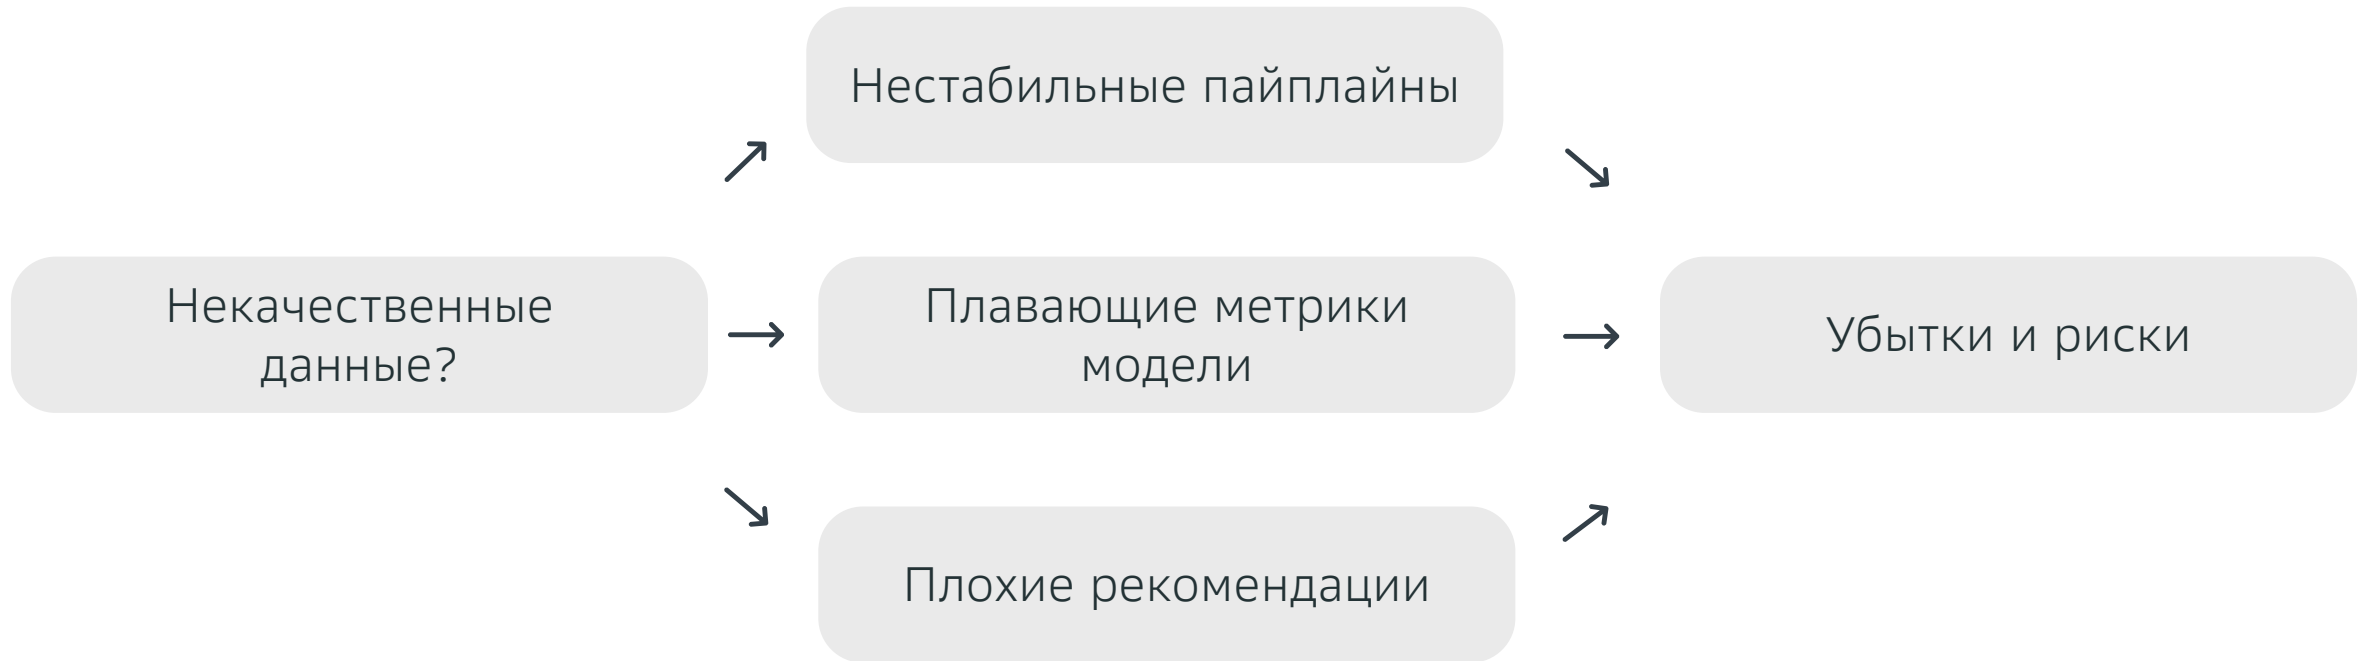 Нестабильные пайплайны
Некачественные
данные?
Плавающие метрики
модели
Убытки и риски
Плохие рекомендации